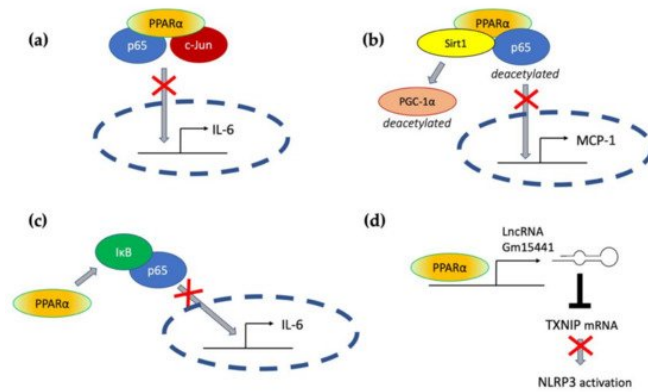 (a)
PPARα
p65
c-Jun
IL-6
(b)
PPARα
Sirt1
p65
deacetylated
PGC-1α
deacetylated
MCP-1
(c)
IκB
p65
PPARα
IL-6
(d)
LncRNA
Gm15441
PPARα
TXNIP mRNA
NLRP3 activation